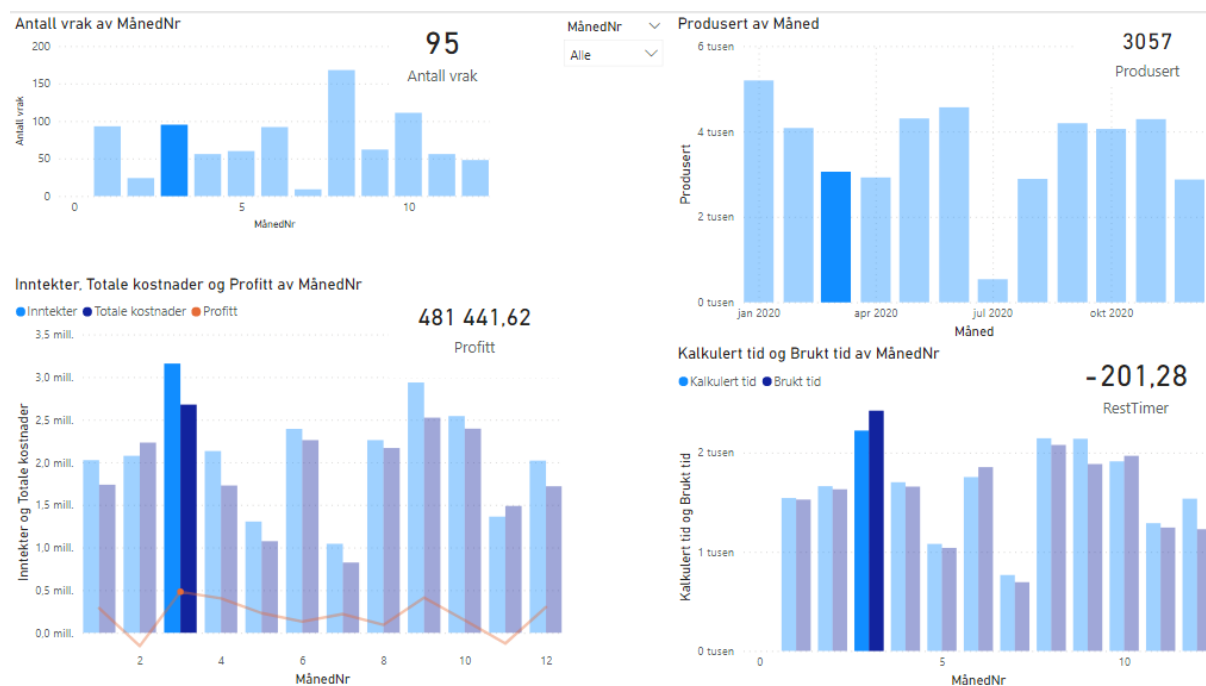 Antall vrak av MånedNr
95
Antall vrak
200
150
100
50
0
Antall vrak
0 5 10
MånedNr
MånedNr
Alle
Produsert av Måned
3057
Produsert
6 tusen
4 tusen
2 tusen
0 tusen
Produsert
jan 2020 apr 2020 jul 2020 okt 2020
Måned
Inntekter, Totale kostnader og Profitt av MånedNr
Inntekter Totale kostnader Profitt
481 441,62
Profitt
3,5 mill.
3,0 mill.
2,5 mill.
2,0 mill.
1,5 mill.
1,0 mill.
0,5 mill.
0,0 mill.
Inntekter og Totale kostnader
2 4 6 8 10 12
MånedNr
Kalkulert tid og Brukt tid av MånedNr
Kalkulert tid Brukt tid
-201,28
RestTimer
2 tusen
1 tusen
0 tusen
Kalkulert tid og Brukt tid
0 5 10
MånedNr